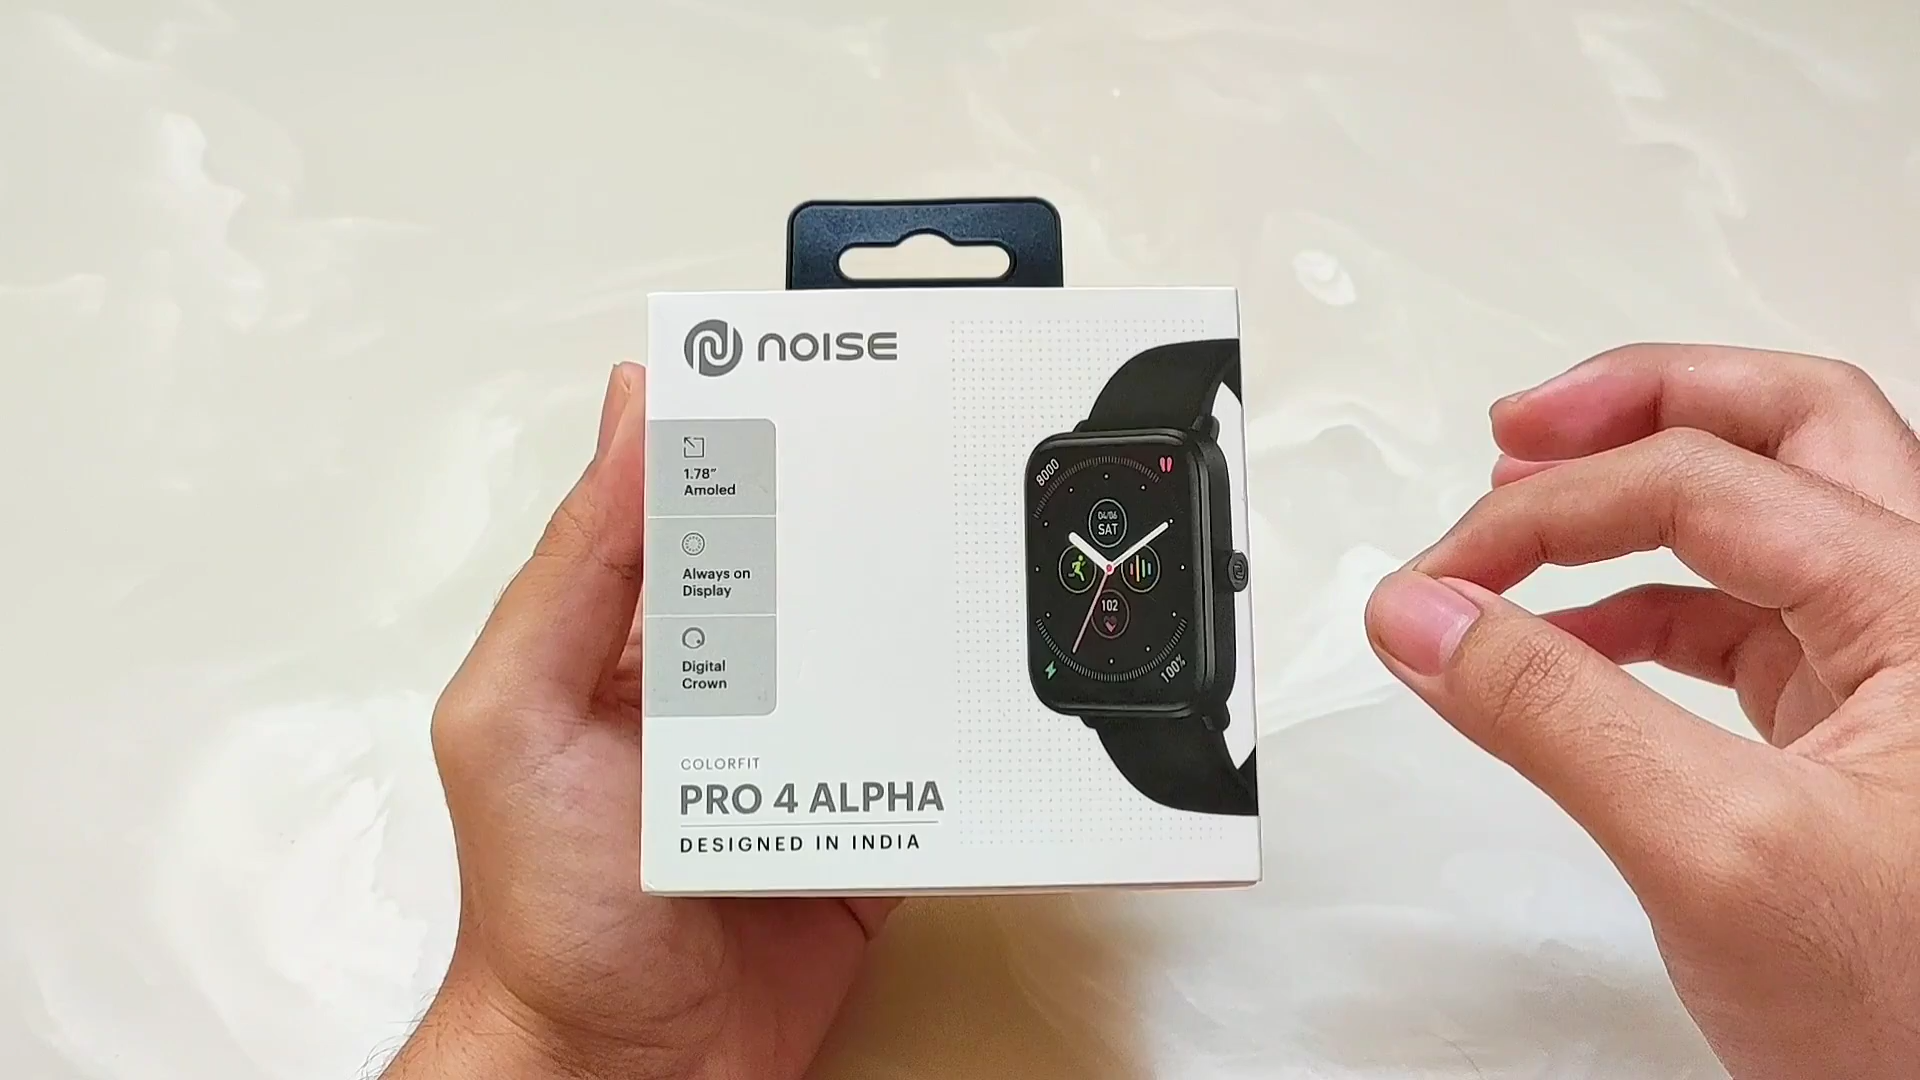 NOISE
1.78"
Amoled
Always on
Display
Digital
Crown
COLORFIT
PRO 4 ALPHA
DESIGNED IN INDIA
8000
04/06
SAT
102
100%